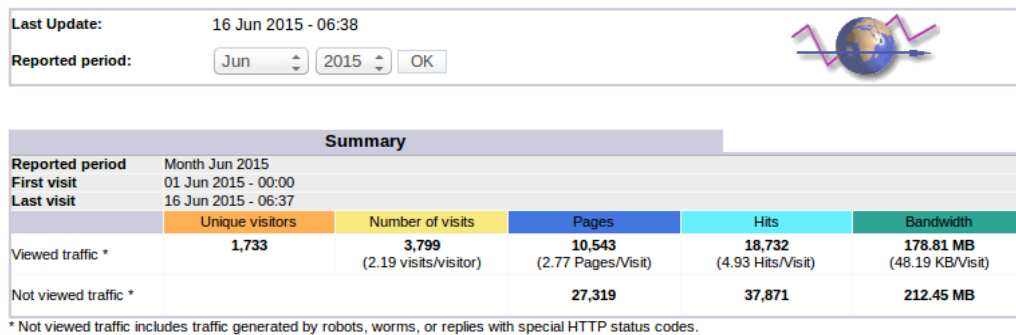 Last Update: 16 Jun 2015 - 06:38
Reported period: Jun 2015 OK
Summary
Reported period Month Jun 2015
First visit 01 Jun 2015 - 00:00
Last visit 16 Jun 2015 - 06:37
Unique visitors Number of visits Pages Hits Bandwidth
Viewed traffic * 1,733 3,799 10,543 18,732 178.81 MB
(2.19 visits/visitor) (2.77 Pages/Visit) (4.93 Hits/Visit) (48.19 KB/Visit)
Not viewed traffic * 27,319 37,871 212.45 MB
* Not viewed traffic includes traffic generated by robots, worms, or replies with special HTTP status codes.